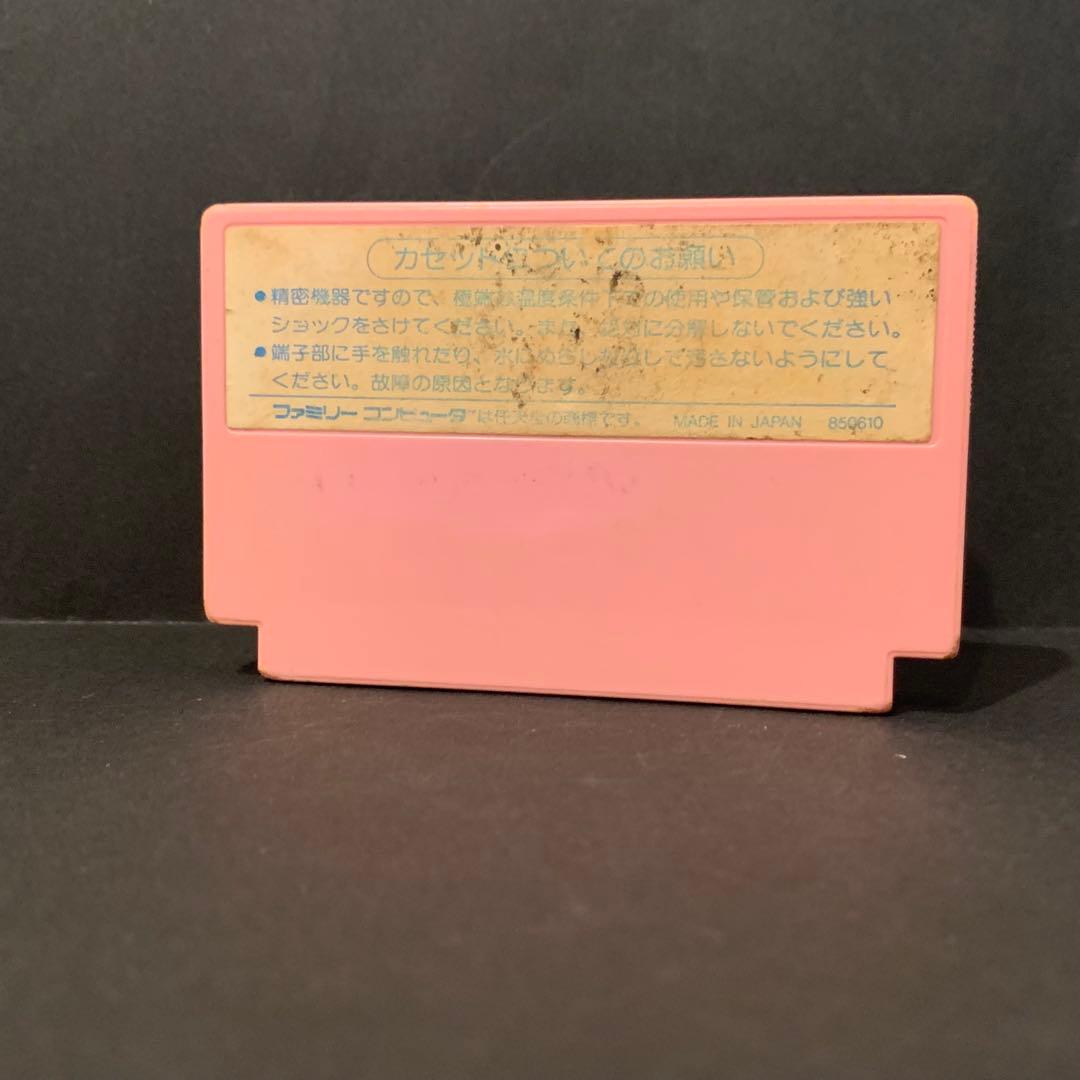 カセットについてのお願い
●精密機器ですので、極端な温度条件下での使用や保管および強い
ショックをさけてください。また、絶対に分解しないでください。
●端子部に手を触れたり、水にぬらしたりして汚さないようにして
ください。故障の原因となります。
ファミリーコンピュータ™は任天堂の商標です。 MADE IN JAPAN 850610